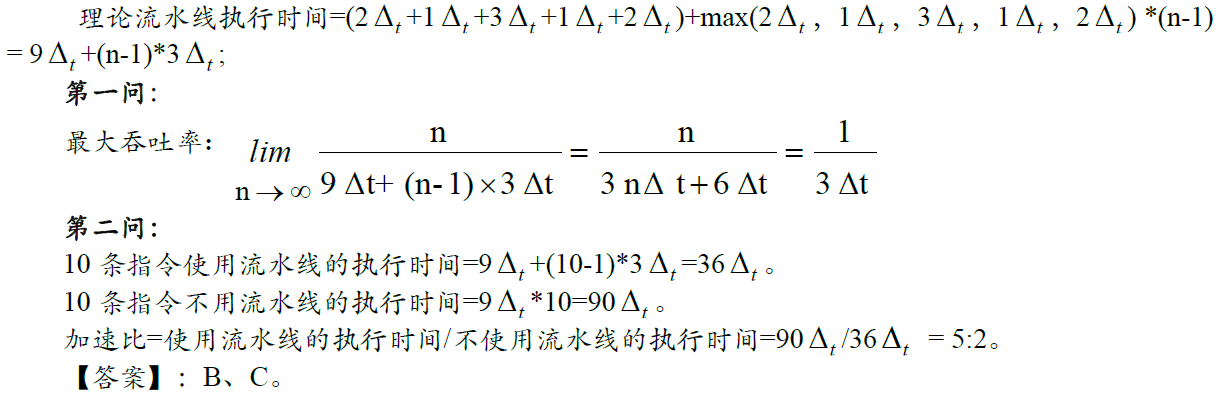 理论流水线执行时间=(2Δt+1Δt+3Δt+1Δt+2Δt)+max(2Δt，1Δt，3Δt，1Δt，2Δt)*(n-1)
=9Δt+(n-1)*3Δt;
第一问：
最大吞吐率： lim n→∞ n / (9Δt+(n-1)×3Δt) = n / (3nΔt+6Δt) = 1 / (3Δt)
第二问：
10 条指令使用流水线的执行时间=9Δt+(10-1)*3Δt=36Δt。
10 条指令不用流水线的执行时间=9Δt*10=90Δt。
加速比=使用流水线的执行时间/不使用流水线的执行时间=90Δt/36Δt = 5:2。
【答案】：B、C。